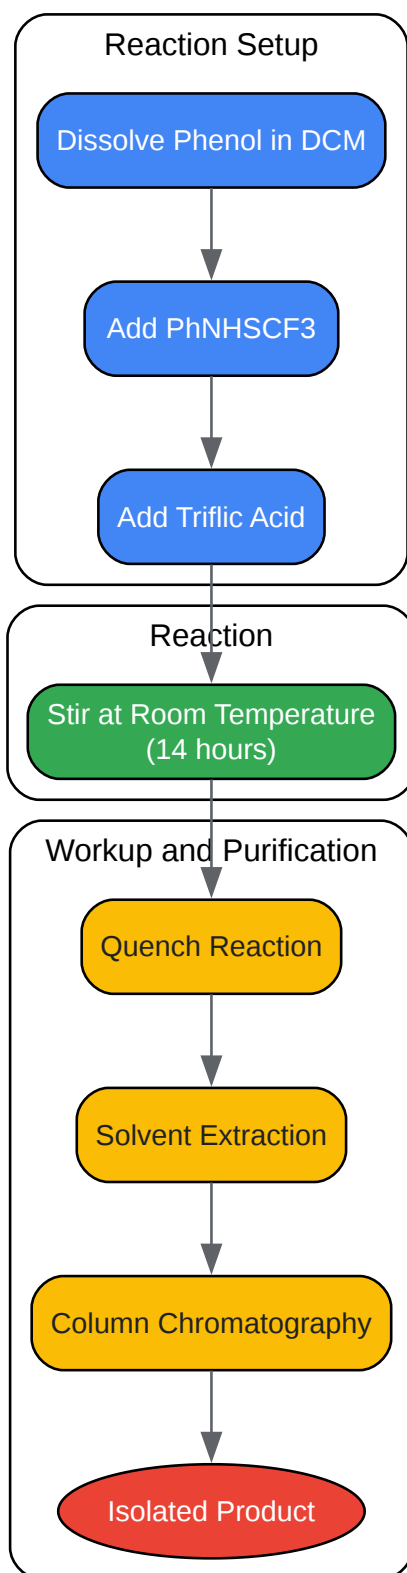 Reaction Setup
Dissolve Phenol in DCM
Add PhNHSCF3
Add Triflic Acid
Reaction
Stir at Room Temperature
(14 hours)
Workup and Purification
Quench Reaction
Solvent Extraction
Column Chromatography
Isolated Product